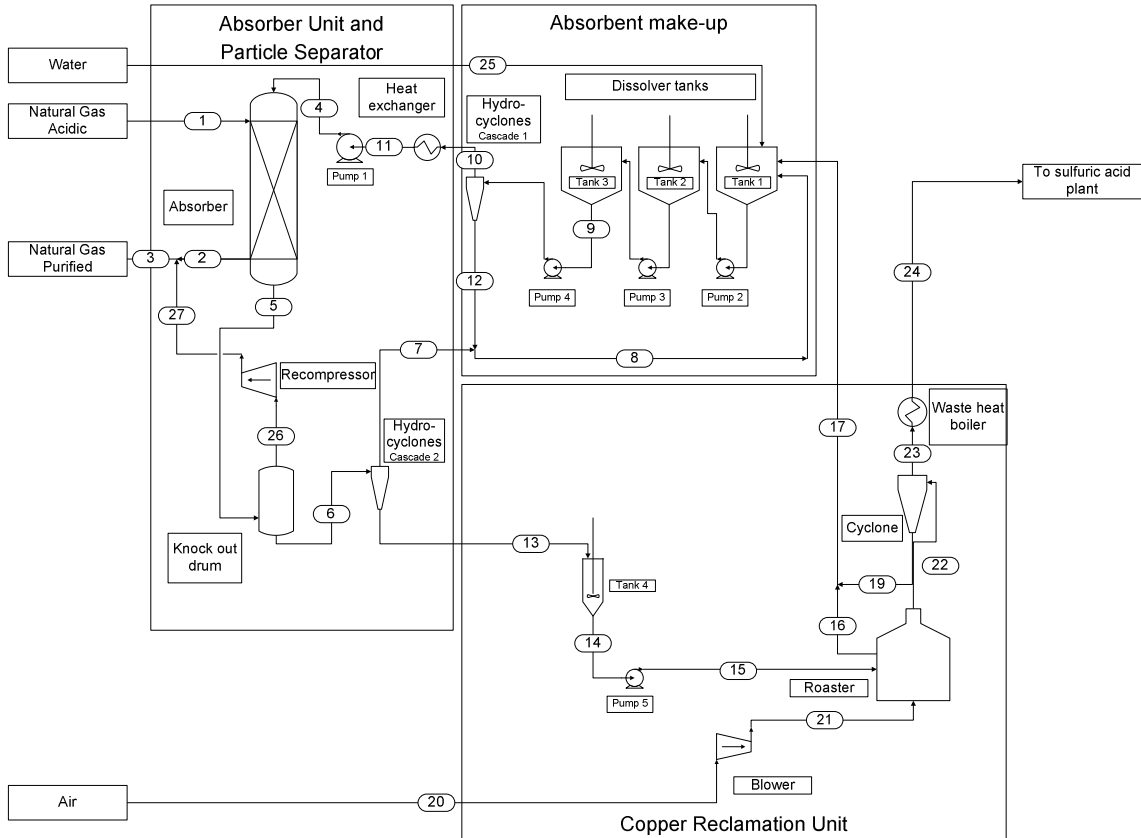 Absorber Unit and
Particle Separator
Absorbent make-up
Water
25
Dissolver tanks
Heat
exchanger
Hydro-
cyclones
Cascade 1
Natural Gas
Acidic
1
4
11
10
Pump 1
Tank 3
Tank 2
Tank 1
To sulfuric acid
plant
Absorber
9
Natural Gas
Purified
3
2
24
12
Pump 4
Pump 3
Pump 2
5
27
7
8
Recompressor
Hydro-
cyclones
Cascade 2
17
Waste heat
boiler
26
23
6
Cyclone
Knock out
drum
13
22
Tank 4
19
16
14
15
Roaster
Pump 5
21
Blower
Air
20
Copper Reclamation Unit